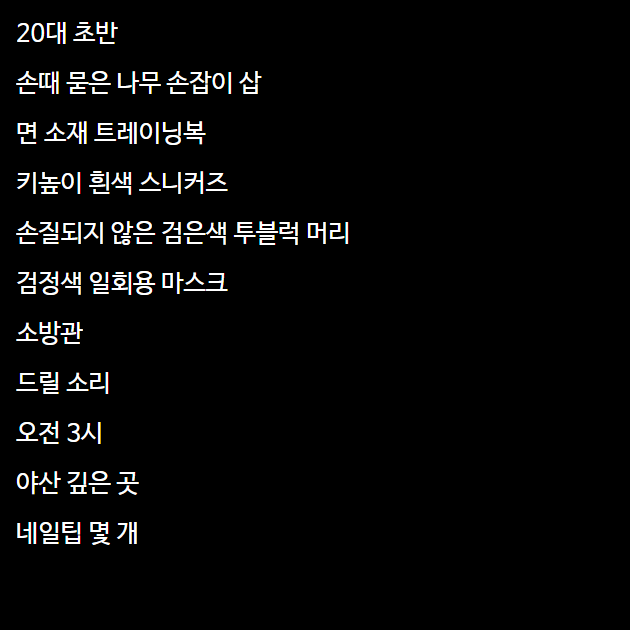 20대 초반
손때 묻은 나무 손잡이 삽
면 소재 트레이닝복
키높이 흰색 스니커즈
손질되지 않은 검은색 투블럭 머리
검정색 일회용 마스크
소방관
드릴 소리
오전 3시
야산 깊은 곳
네일팁 몇 개